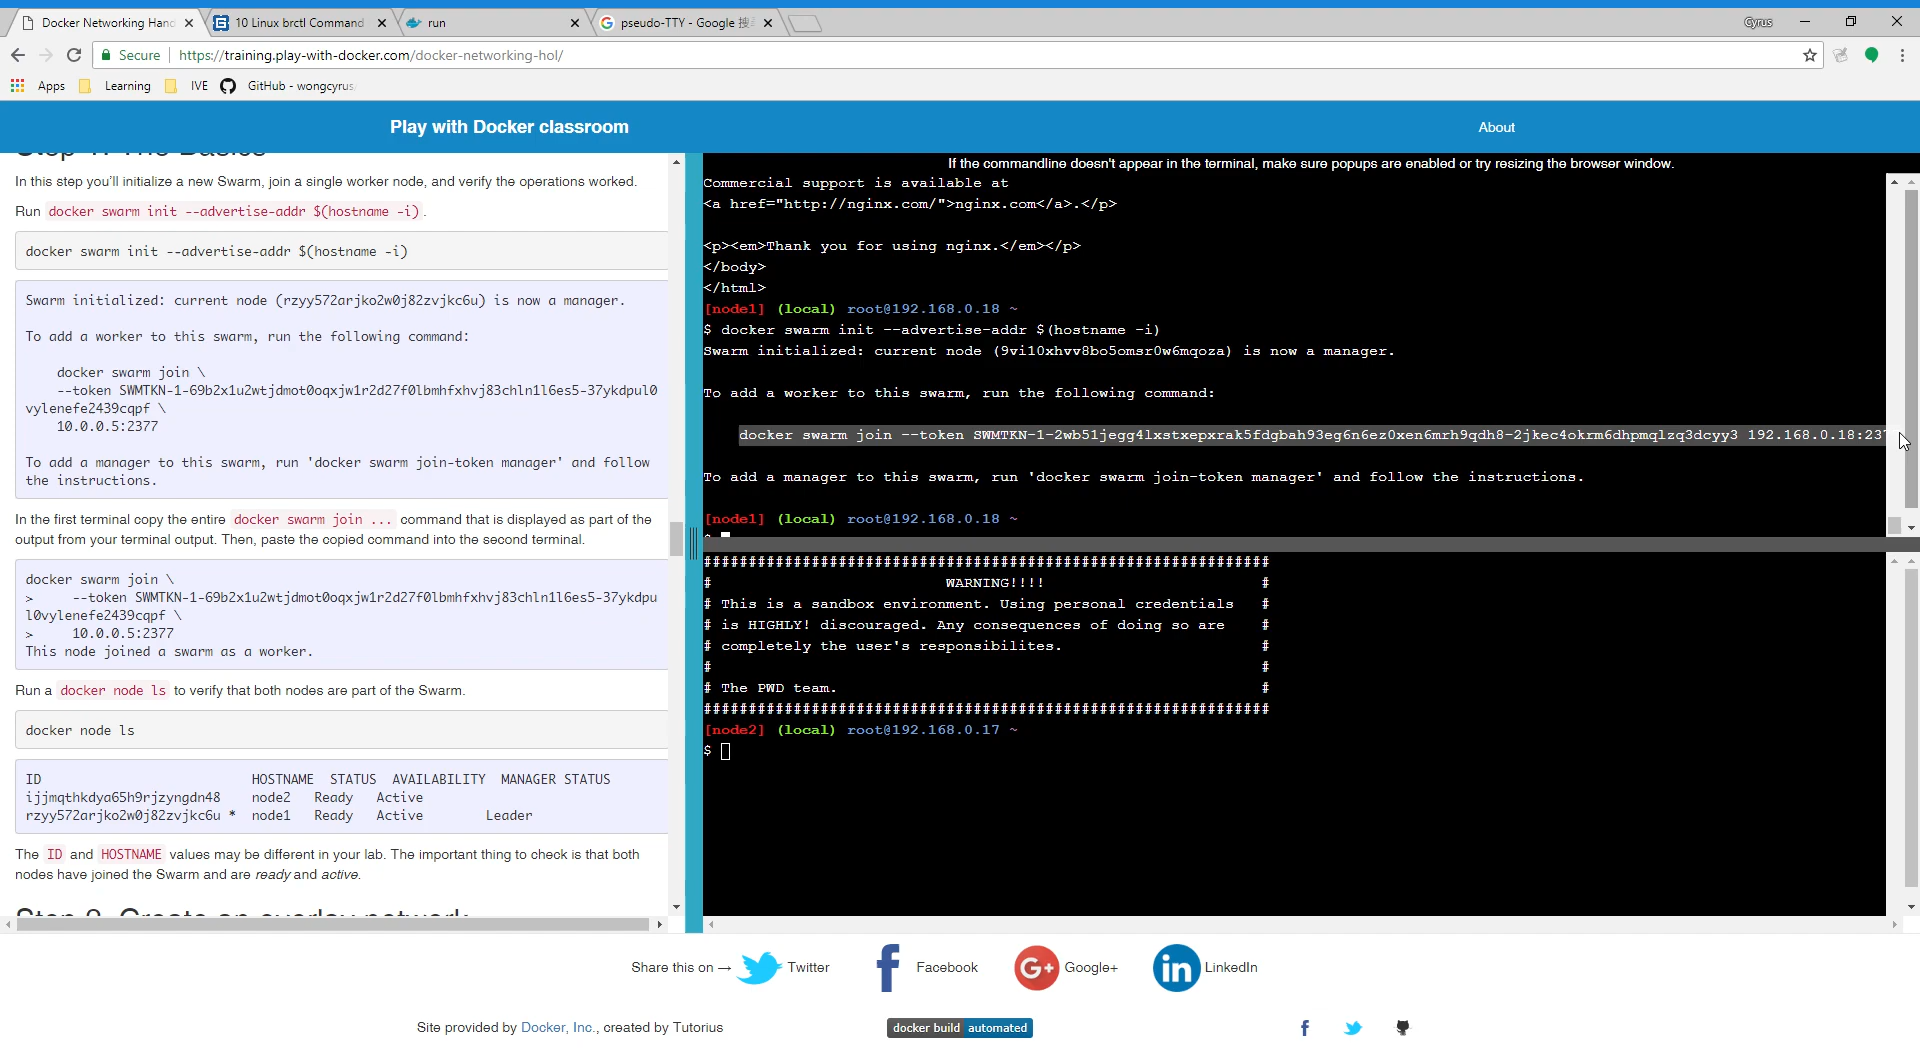 Docker Networking Hand
10 Linux brctl Command
run
pseudo-TTY - Google 搜
Cyrus
Secure
https://training.play-with-docker.com/docker-networking-hol/
Apps
Learning
IVE
GitHub - wongcyrus
Play with Docker classroom
About
Step 1: The Basics
In this step you'll initialize a new Swarm, join a single worker node, and verify the operations worked.
Run docker swarm init --advertise-addr $(hostname -i).
docker swarm init --advertise-addr $(hostname -i)
Swarm initialized: current node (rzyy572arjko2w0j82zvjkc6u) is now a manager.
To add a worker to this swarm, run the following command:
docker swarm join \
--token SWMTKN-1-69b2x1u2wtjdmot0oqxjw1r2d27f0lbmhfxhvj83chln1l6es5-37ykdpul0
vylenefe2439cqpf \
10.0.0.5:2377
To add a manager to this swarm, run 'docker swarm join-token manager' and follow
the instructions.
In the first terminal copy the entire docker swarm join ... command that is displayed as part of the
output from your terminal output. Then, paste the copied command into the second terminal.
docker swarm join \
> --token SWMTKN-1-69b2x1u2wtjdmot0oqxjw1r2d27f0lbmhfxhvj83chln1l6es5-37ykdpu
l0vylenefe2439cqpf \
> 10.0.0.5:2377
This node joined a swarm as a worker.
Run a docker node ls to verify that both nodes are part of the Swarm.
docker node ls
ID HOSTNAME STATUS AVAILABILITY MANAGER STATUS
ijjmqthkdya65h9rjzyngdn48 node2 Ready Active
rzyy572arjko2w0j82zvjkc6u * node1 Ready Active Leader
The ID and HOSTNAME values may be different in your lab. The important thing to check is that both
nodes have joined the Swarm and are ready and active.
Step 2: Create an overlay network
If the commandline doesn't appear in the terminal, make sure popups are enabled or try resizing the browser window.
Commercial support is available at
<a href="http://nginx.com/">nginx.com</a>.</p>
<p><em>Thank you for using nginx.</em></p>
</body>
</html>
[node1] (local) root@192.168.0.18 ~
$ docker swarm init --advertise-addr $(hostname -i)
Swarm initialized: current node (9vi10xhvv8bo5omsr0w6mqoza) is now a manager.
To add a worker to this swarm, run the following command:
docker swarm join --token SWMTKN-1-2wb51jegg4lxstxepxrak5fdgbah93eg6n6ez0xen6mrh9qdh8-2jkec4okrm6dhpmqlzq3dcyy3 192.168.0.18:237
To add a manager to this swarm, run 'docker swarm join-token manager' and follow the instructions.
[node1] (local) root@192.168.0.18 ~
$
###############################################################
# WARNING!!!! #
# This is a sandbox environment. Using personal credentials #
# is HIGHLY! discouraged. Any consequences of doing so are #
# completely the user's responsibilites. #
# #
# The PWD team. #
###############################################################
[node2] (local) root@192.168.0.17 ~
$
Share this on → Twitter Facebook Google+ LinkedIn
Site provided by Docker, Inc., created by Tutorius
docker build automated